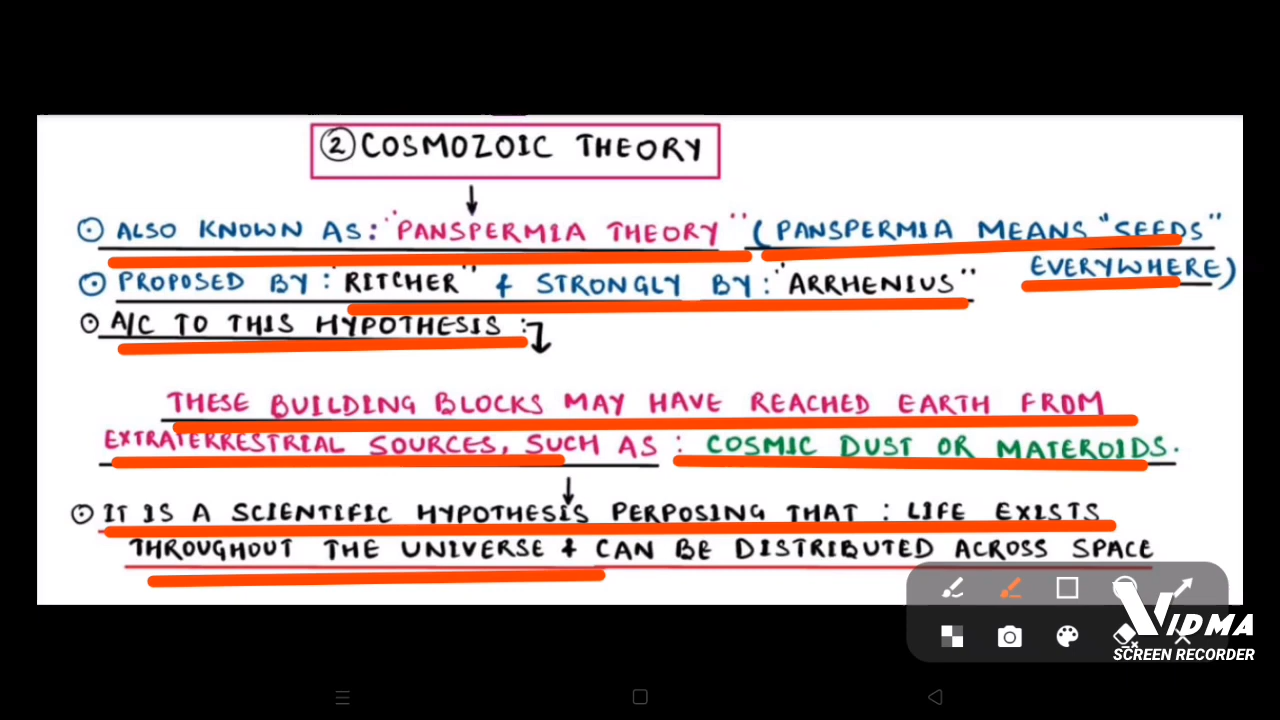 ② COSMOZOIC THEORY
⊙ ALSO KNOWN AS: "PANSPERMIA THEORY" (PANSPERMIA MEANS "SEEDS"
EVERYWHERE)
⊙ PROPOSED BY: "RITCHER" & STRONGLY BY: "ARRHENIUS"
⊙ A/C TO THIS HYPOTHESIS :
THESE BUILDING BLOCKS MAY HAVE REACHED EARTH FROM
EXTRATERRESTRIAL SOURCES, SUCH AS : COSMIC DUST OR MATEROIDS.
⊙ IT IS A SCIENTIFIC HYPOTHESIS PERPOSING THAT : LIFE EXISTS
THROUGHOUT THE UNIVERSE & CAN BE DISTRIBUTED ACROSS SPACE
VIDMA
SCREEN RECORDER